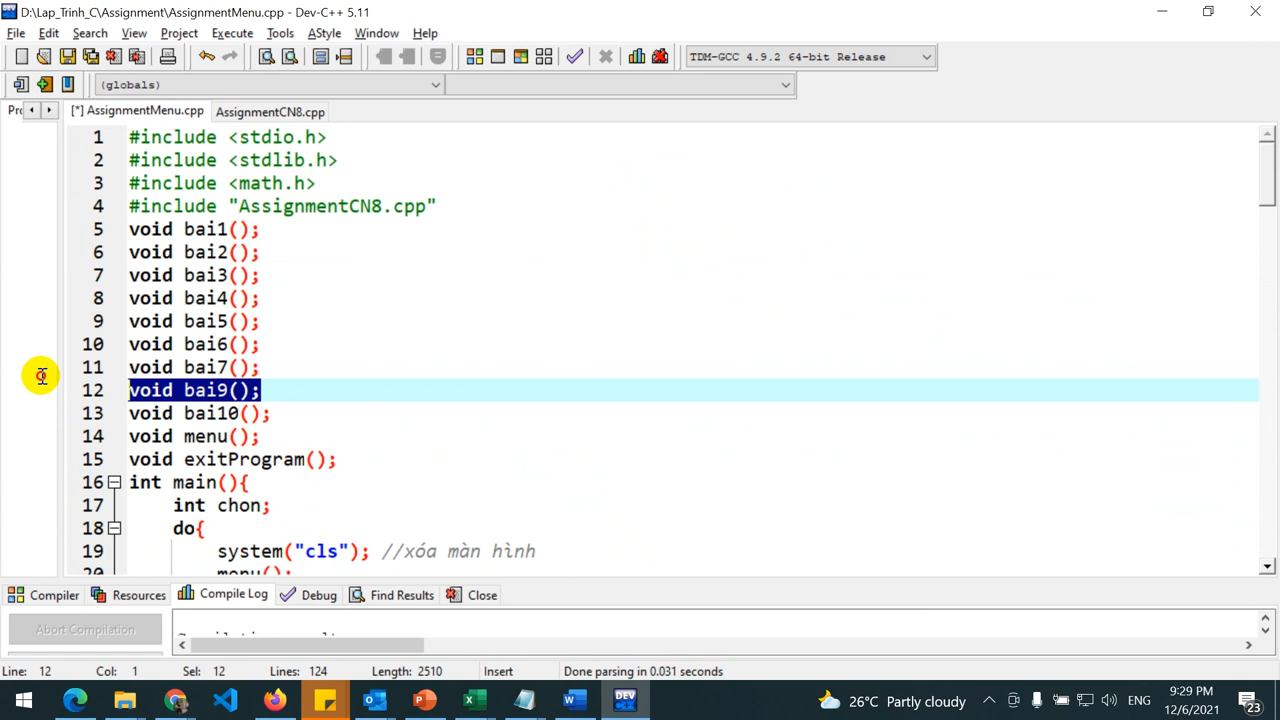 D:\Lap_Trinh_C\Assignment\AssignmentMenu.cpp - Dev-C++ 5.11
File Edit Search View Project Execute Tools AStyle Window Help
TDM-GCC 4.9.2 64-bit Release
(globals)
[*] AssignmentMenu.cpp AssignmentCN8.cpp
1 #include <stdio.h>
2 #include <stdlib.h>
3 #include <math.h>
4 #include "AssignmentCN8.cpp"
5 void bai1();
6 void bai2();
7 void bai3();
8 void bai4();
9 void bai5();
10 void bai6();
11 void bai7();
12 void bai9();
13 void bai10();
14 void menu();
15 void exitProgram();
16 int main(){
17 int chon;
18 do{
19 system("cls"); //xóa màn hình
20 menu();
Compiler Resources Compile Log Debug Find Results Close
Abort Compilation
Line: 12 Col: 1 Sel: 12 Lines: 124 Length: 2510 Insert Done parsing in 0.031 seconds
26°C Partly cloudy ENG 9:29 PM
12/6/2021 23